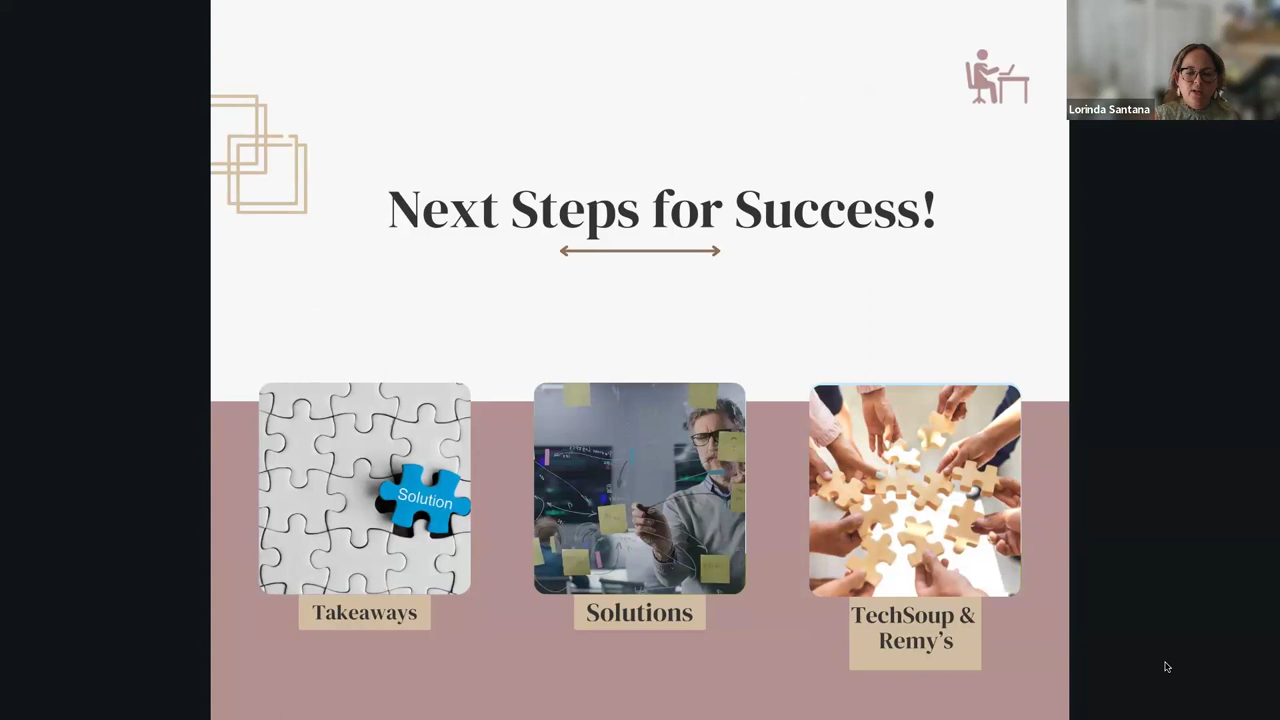 Lorinda Santana
Next Steps for Success!
Solution
Takeaways
Solutions
TechSoup &
Remy's